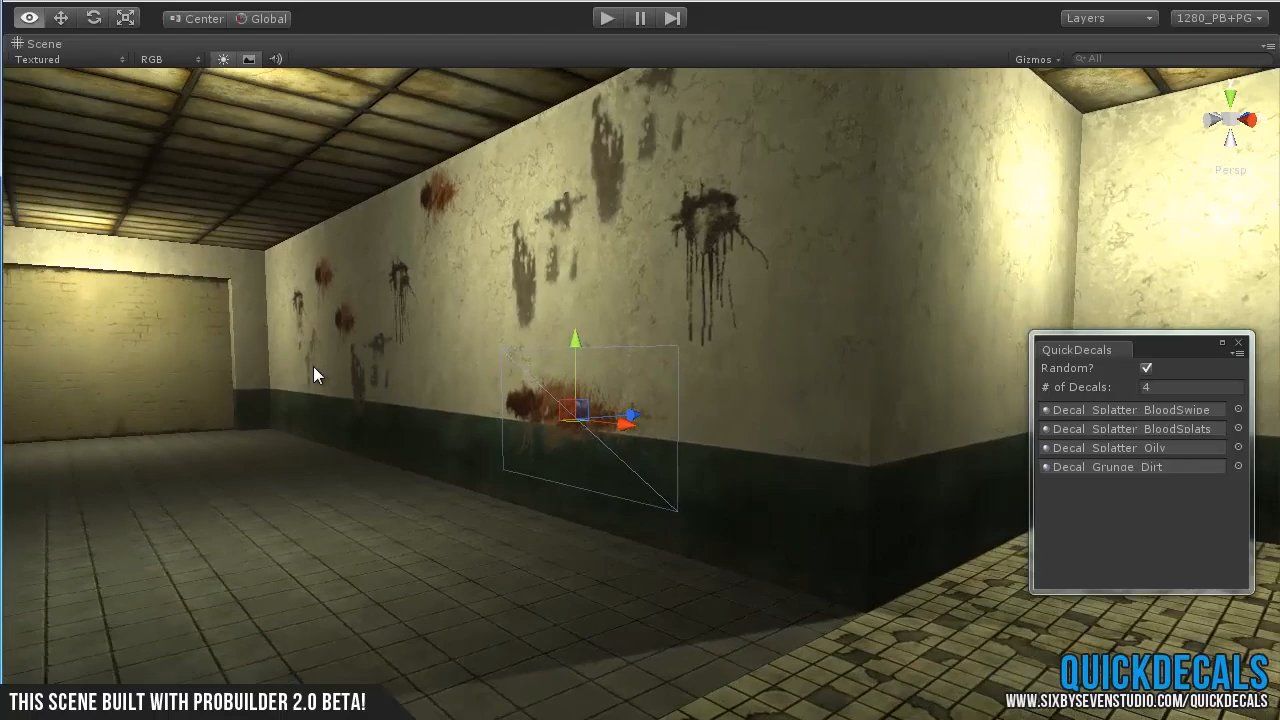 Center Global Layers 1280_PB+PG
Scene
Textured RGB Gizmos All
Persp
QuickDecals
Random?
# of Decals: 4
Decal_Splatter_BloodSwipe
Decal_Splatter_BloodSplats
Decal_Splatter_Oily
Decal_Grunge_Dirt
QUICKDECALS
THIS SCENE BUILT WITH PROBUILDER 2.0 BETA!
WWW.SIXBYSEVENSTUDIO.COM/QUICKDECALS